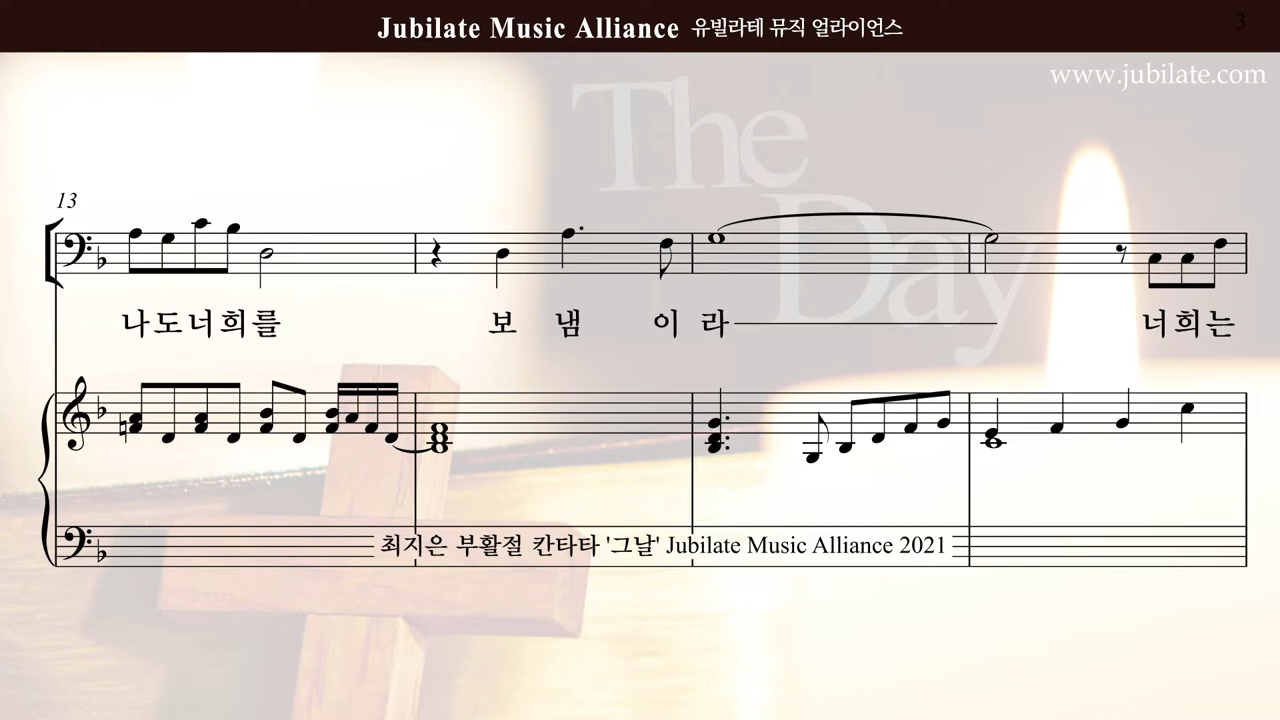 Jubilate Music Alliance 유빌라테 뮤직 얼라이언스
3
www.jubilate.com
The
Day
13
나도너희를 보 냄 이 라 너희는
최지은 부활절 칸타타 '그날' Jubilate Music Alliance 2021